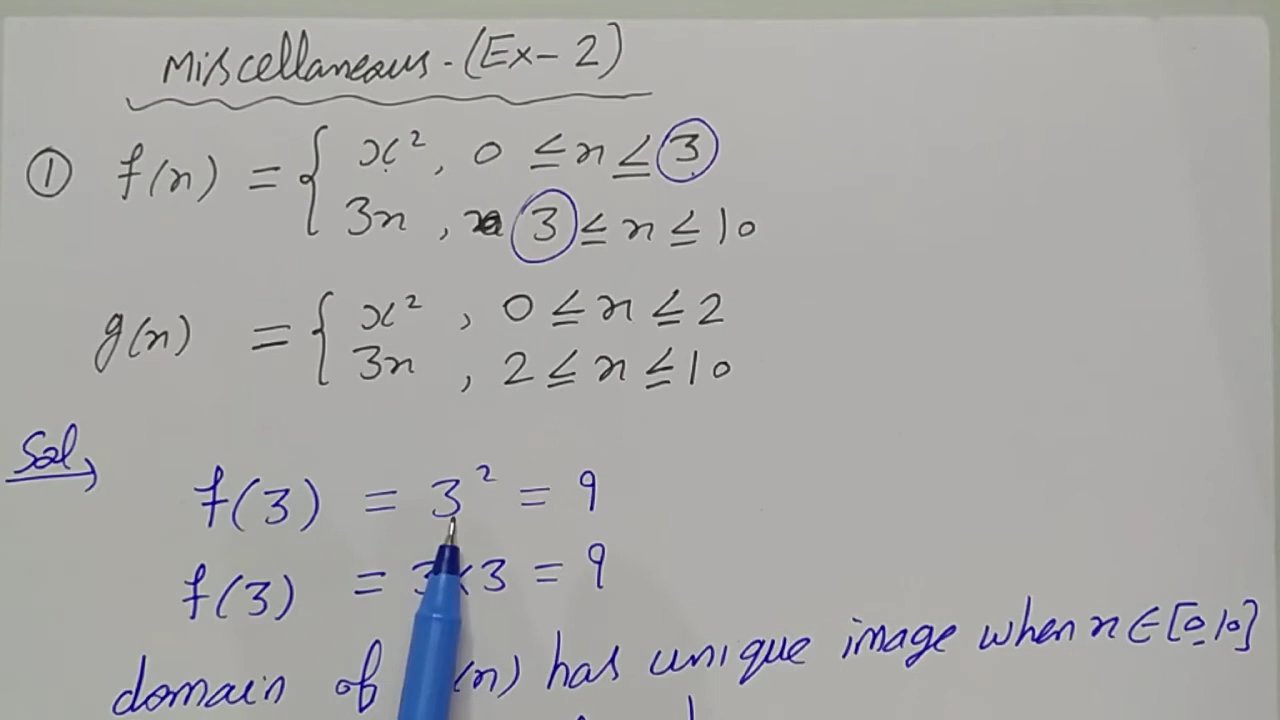 Miscellaneous - (Ex - 2)
① f(x) = { x², 0 ≤ x ≤ 3
3x, 3 ≤ x ≤ 10
g(x) = { x², 0 ≤ x ≤ 2
3x, 2 ≤ x ≤ 10
Sol,
f(3) = 3² = 9
f(3) = 3×3 = 9
domain of (x) has unique image when x ∈ [0,10]